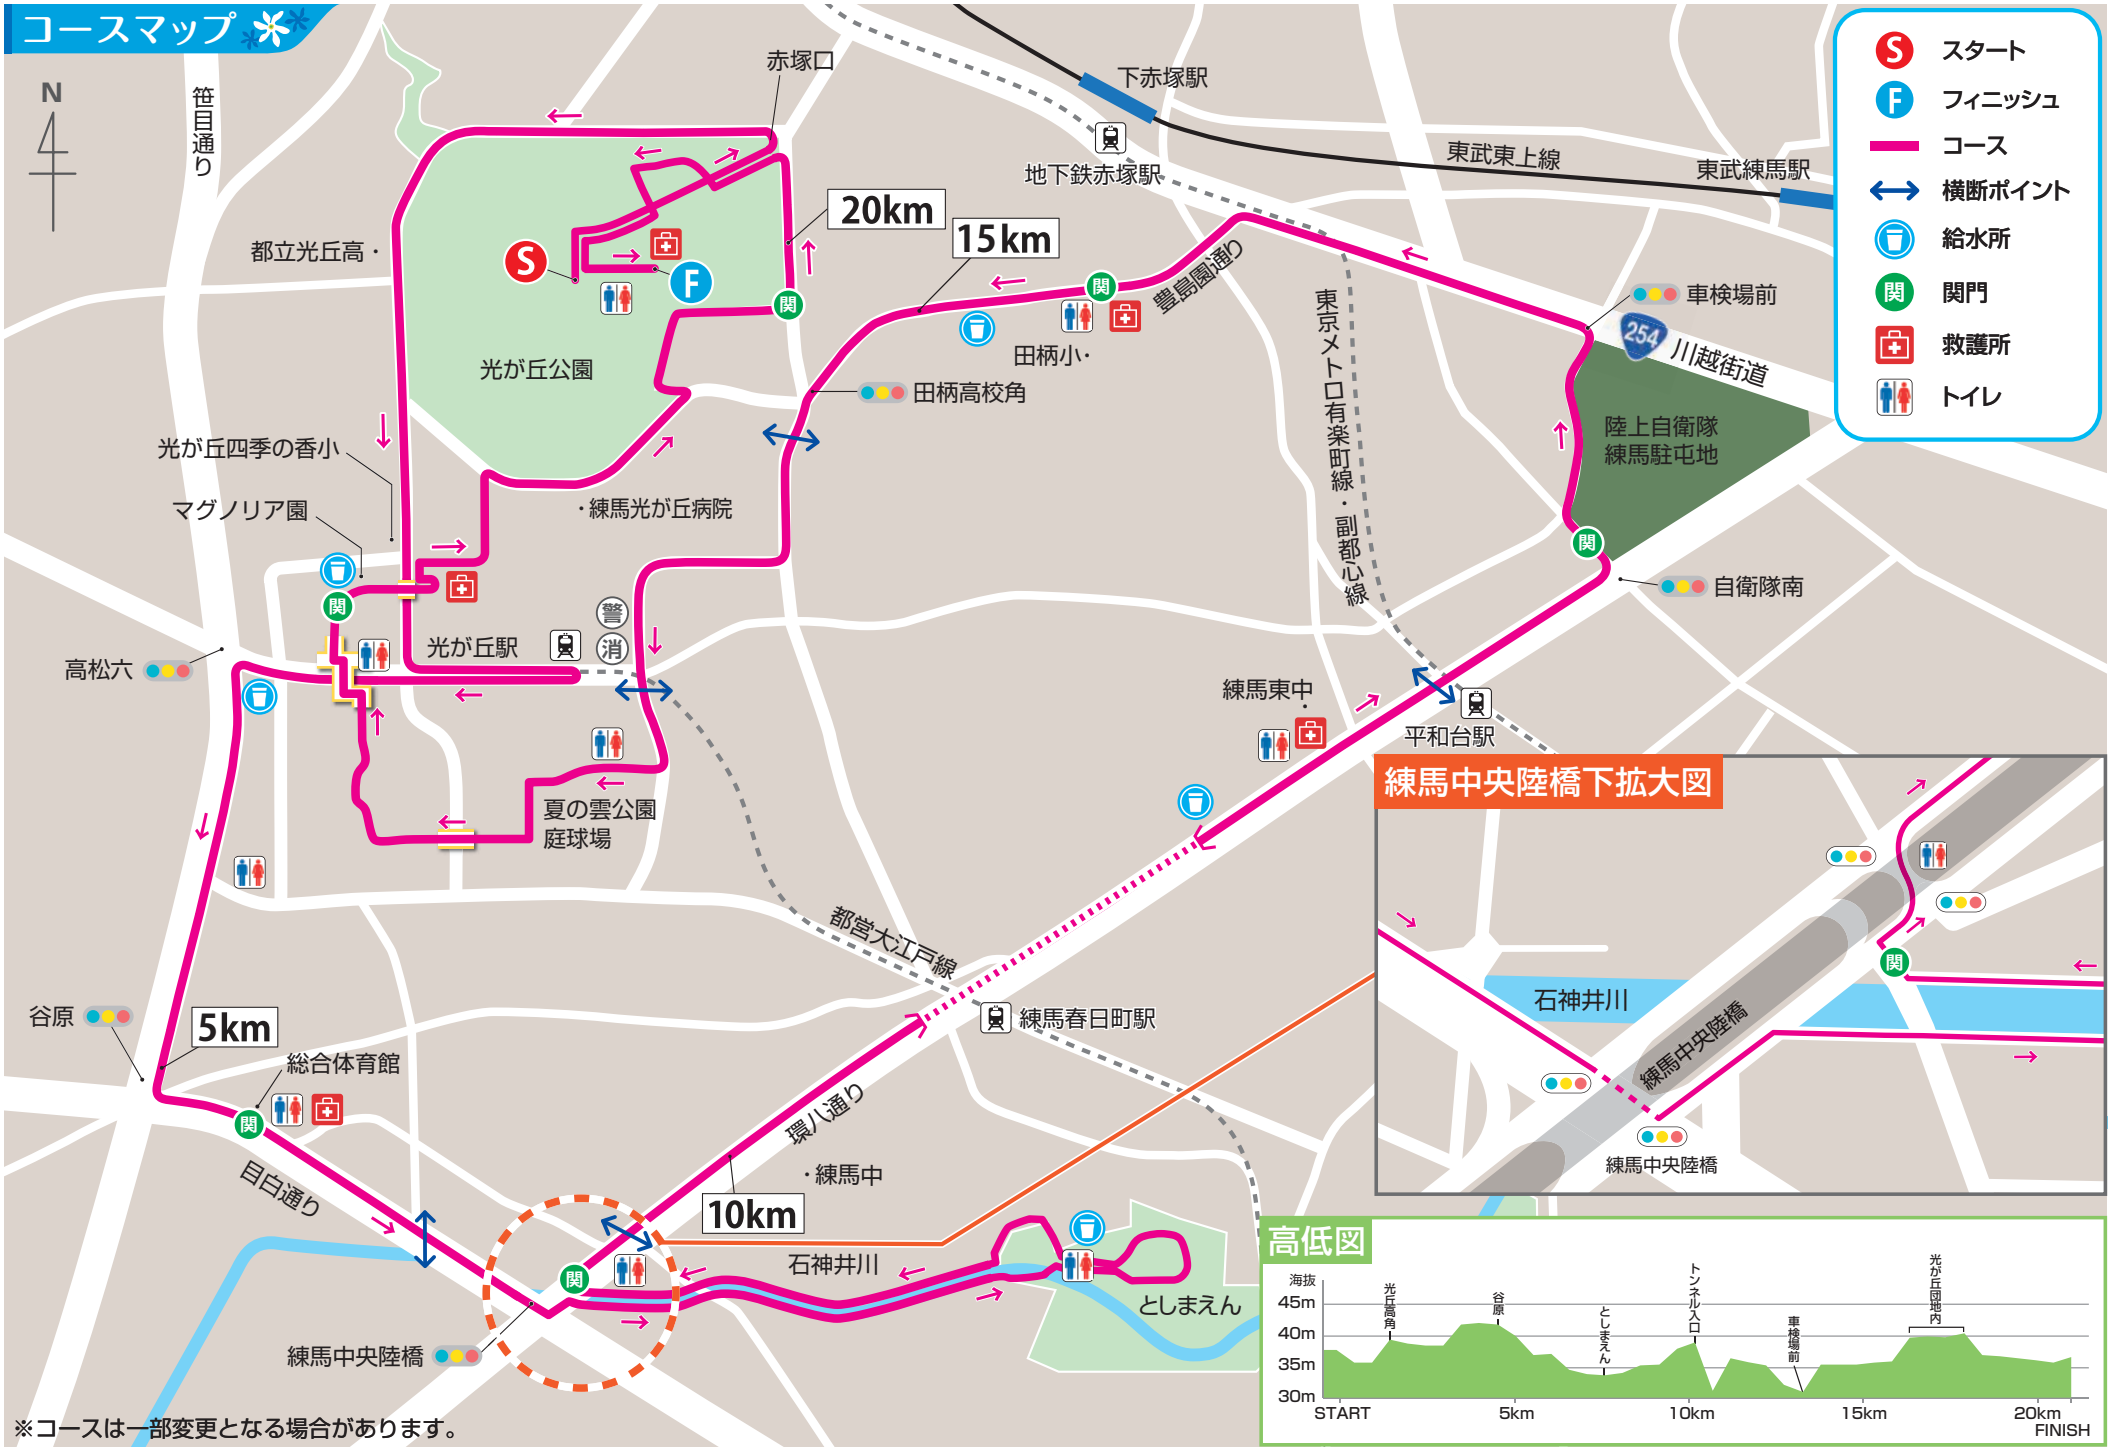 コースマップ
N
笹目通り
赤塚口
下赤塚駅
地下鉄赤塚駅
東武東上線
東武練馬駅
S スタート
F フィニッシュ
コース
横断ポイント
給水所
関 関門
救護所
トイレ
20km
15km
都立光丘高・
S
F
関
関
豊島園通り
田柄小・
田柄高校角
車検場前
254
川越街道
光が丘公園
東京メトロ有楽町線・副都心線
陸上自衛隊
練馬駐屯地
光が丘四季の香小
マグノリア園
・練馬光が丘病院
関
関
自衛隊南
警
消
光が丘駅
高松六
練馬東中
平和台駅
夏の雲公園
庭球場
都営大江戸線
練馬春日町駅
谷原
5km
総合体育館
関
目白通り
環八通り
・練馬中
10km
関
石神井川
としまえん
練馬中央陸橋
※コースは一部変更となる場合があります。
練馬中央陸橋下拡大図
石神井川
関
練馬中央陸橋
練馬中央陸橋
高低図
海抜
45m
40m
35m
30m
光丘高角
谷原
としまえん
トンネル入口
車検場前
光が丘団地内
START
5km
10km
15km
20km
FINISH